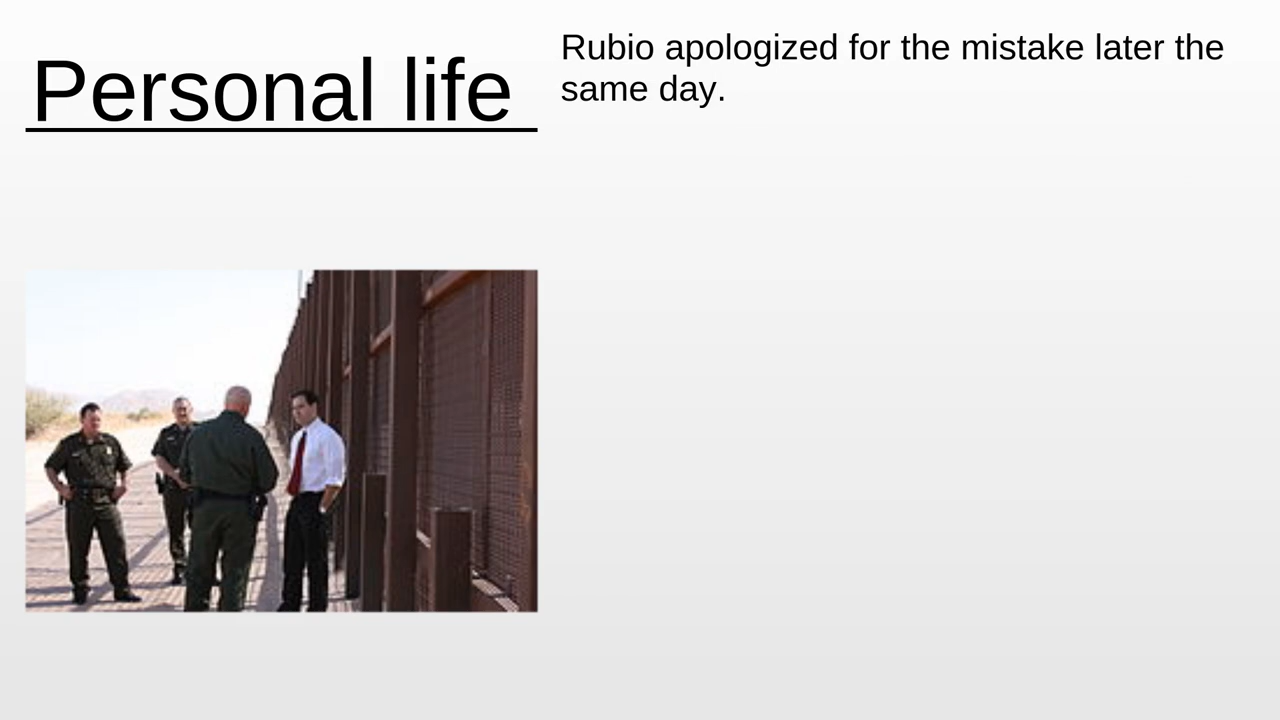 Personal life
Rubio apologized for the mistake later the
same day.